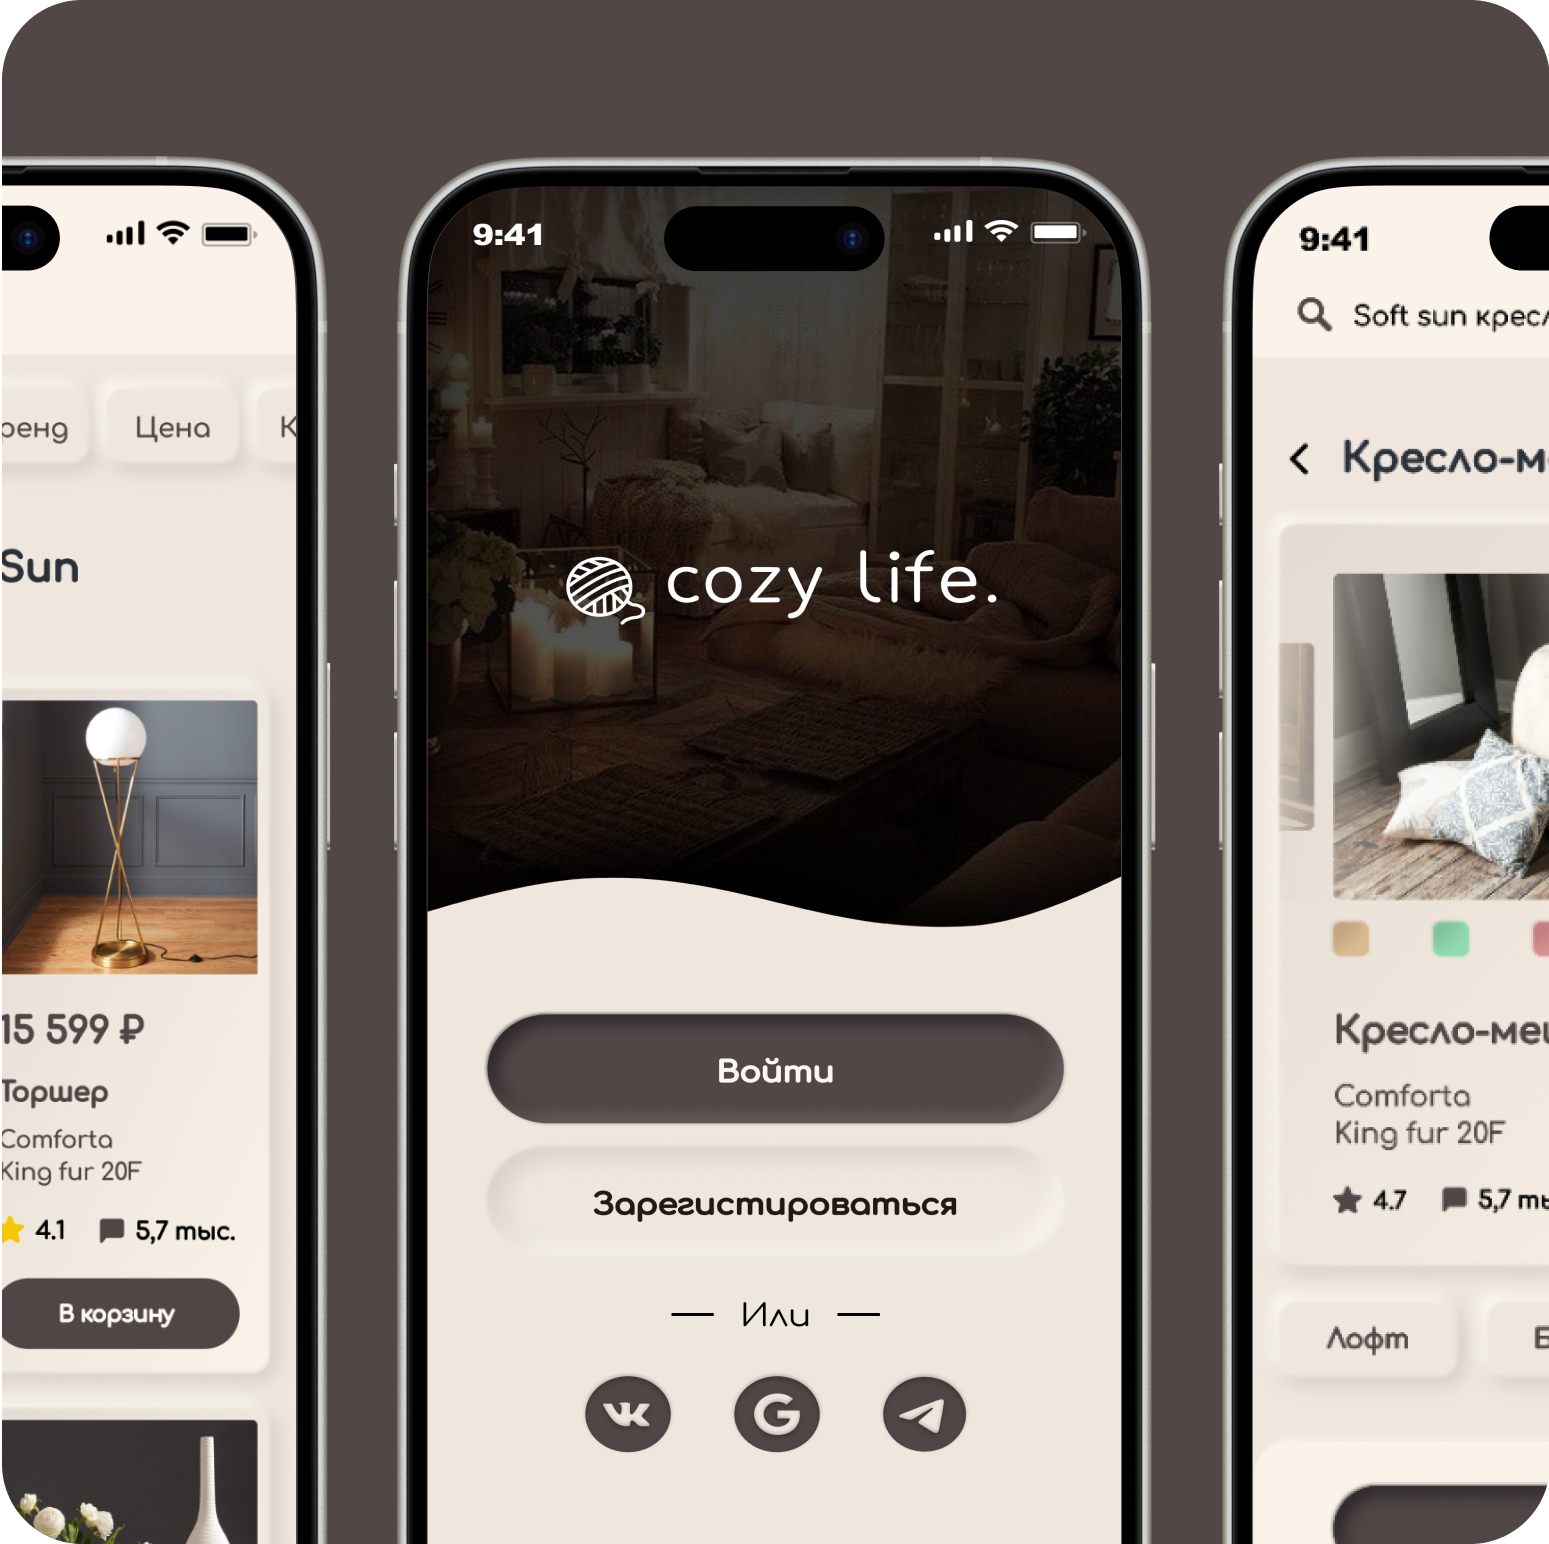 ренд
Цена
К
Sun
15 599 ₽
Торшер
Comforta
King fur 20F
4.1
5,7 тыс.
В корзину
9:41
cozy life.
Войти
Зарегистрироваться
Или
9:41
Soft sun кресл
Кресло-м
Кресло-меш
Comforta
King fur 20F
4.7
5,7 ты
Лофт
Б